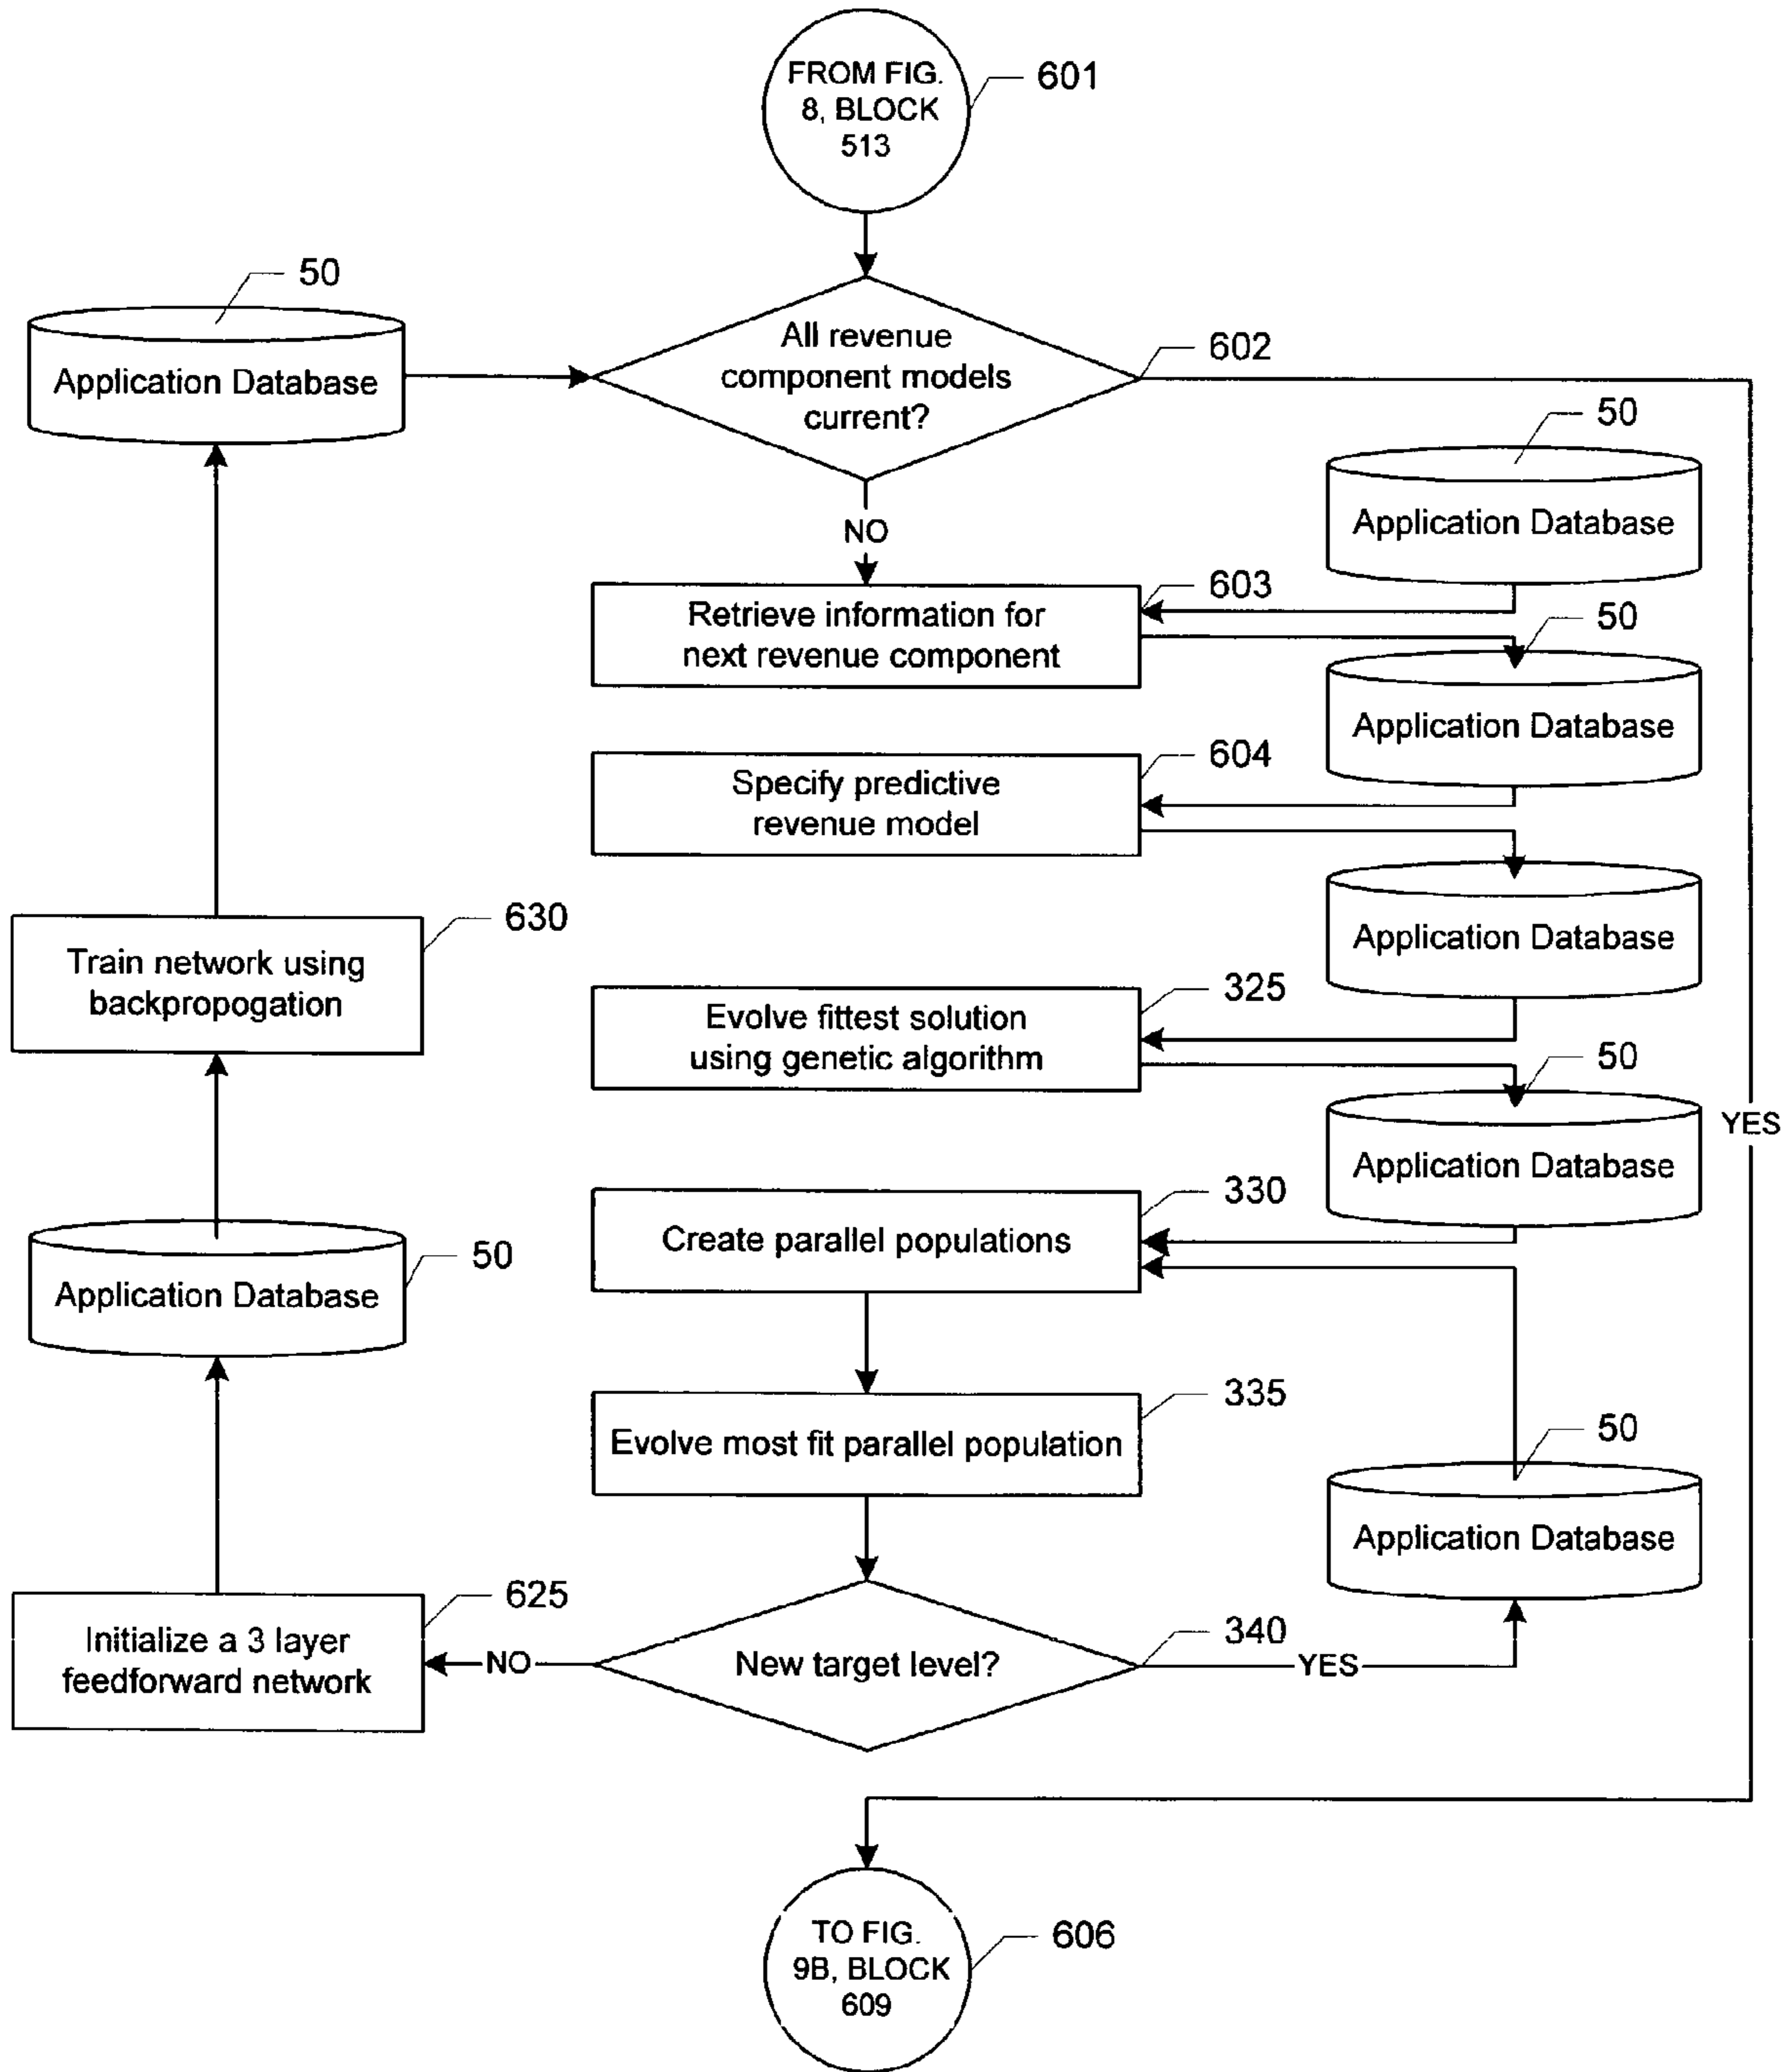 FROM FIG.
8, BLOCK
513
601
50
Application Database
All revenue
component models
current?
602
NO
50
Application Database
Retrieve information for
next revenue component
603
50
Application Database
Specify predictive
revenue model
604
Application Database
Train network using
backpropogation
630
Evolve fittest solution
using genetic algorithm
325
50
Application Database
YES
Create parallel populations
330
Application Database
50
Evolve most fit parallel population
335
50
Application Database
Initialize a 3 layer
feedforward network
625
NO
New target level?
340
YES
TO FIG.
9B, BLOCK
609
606